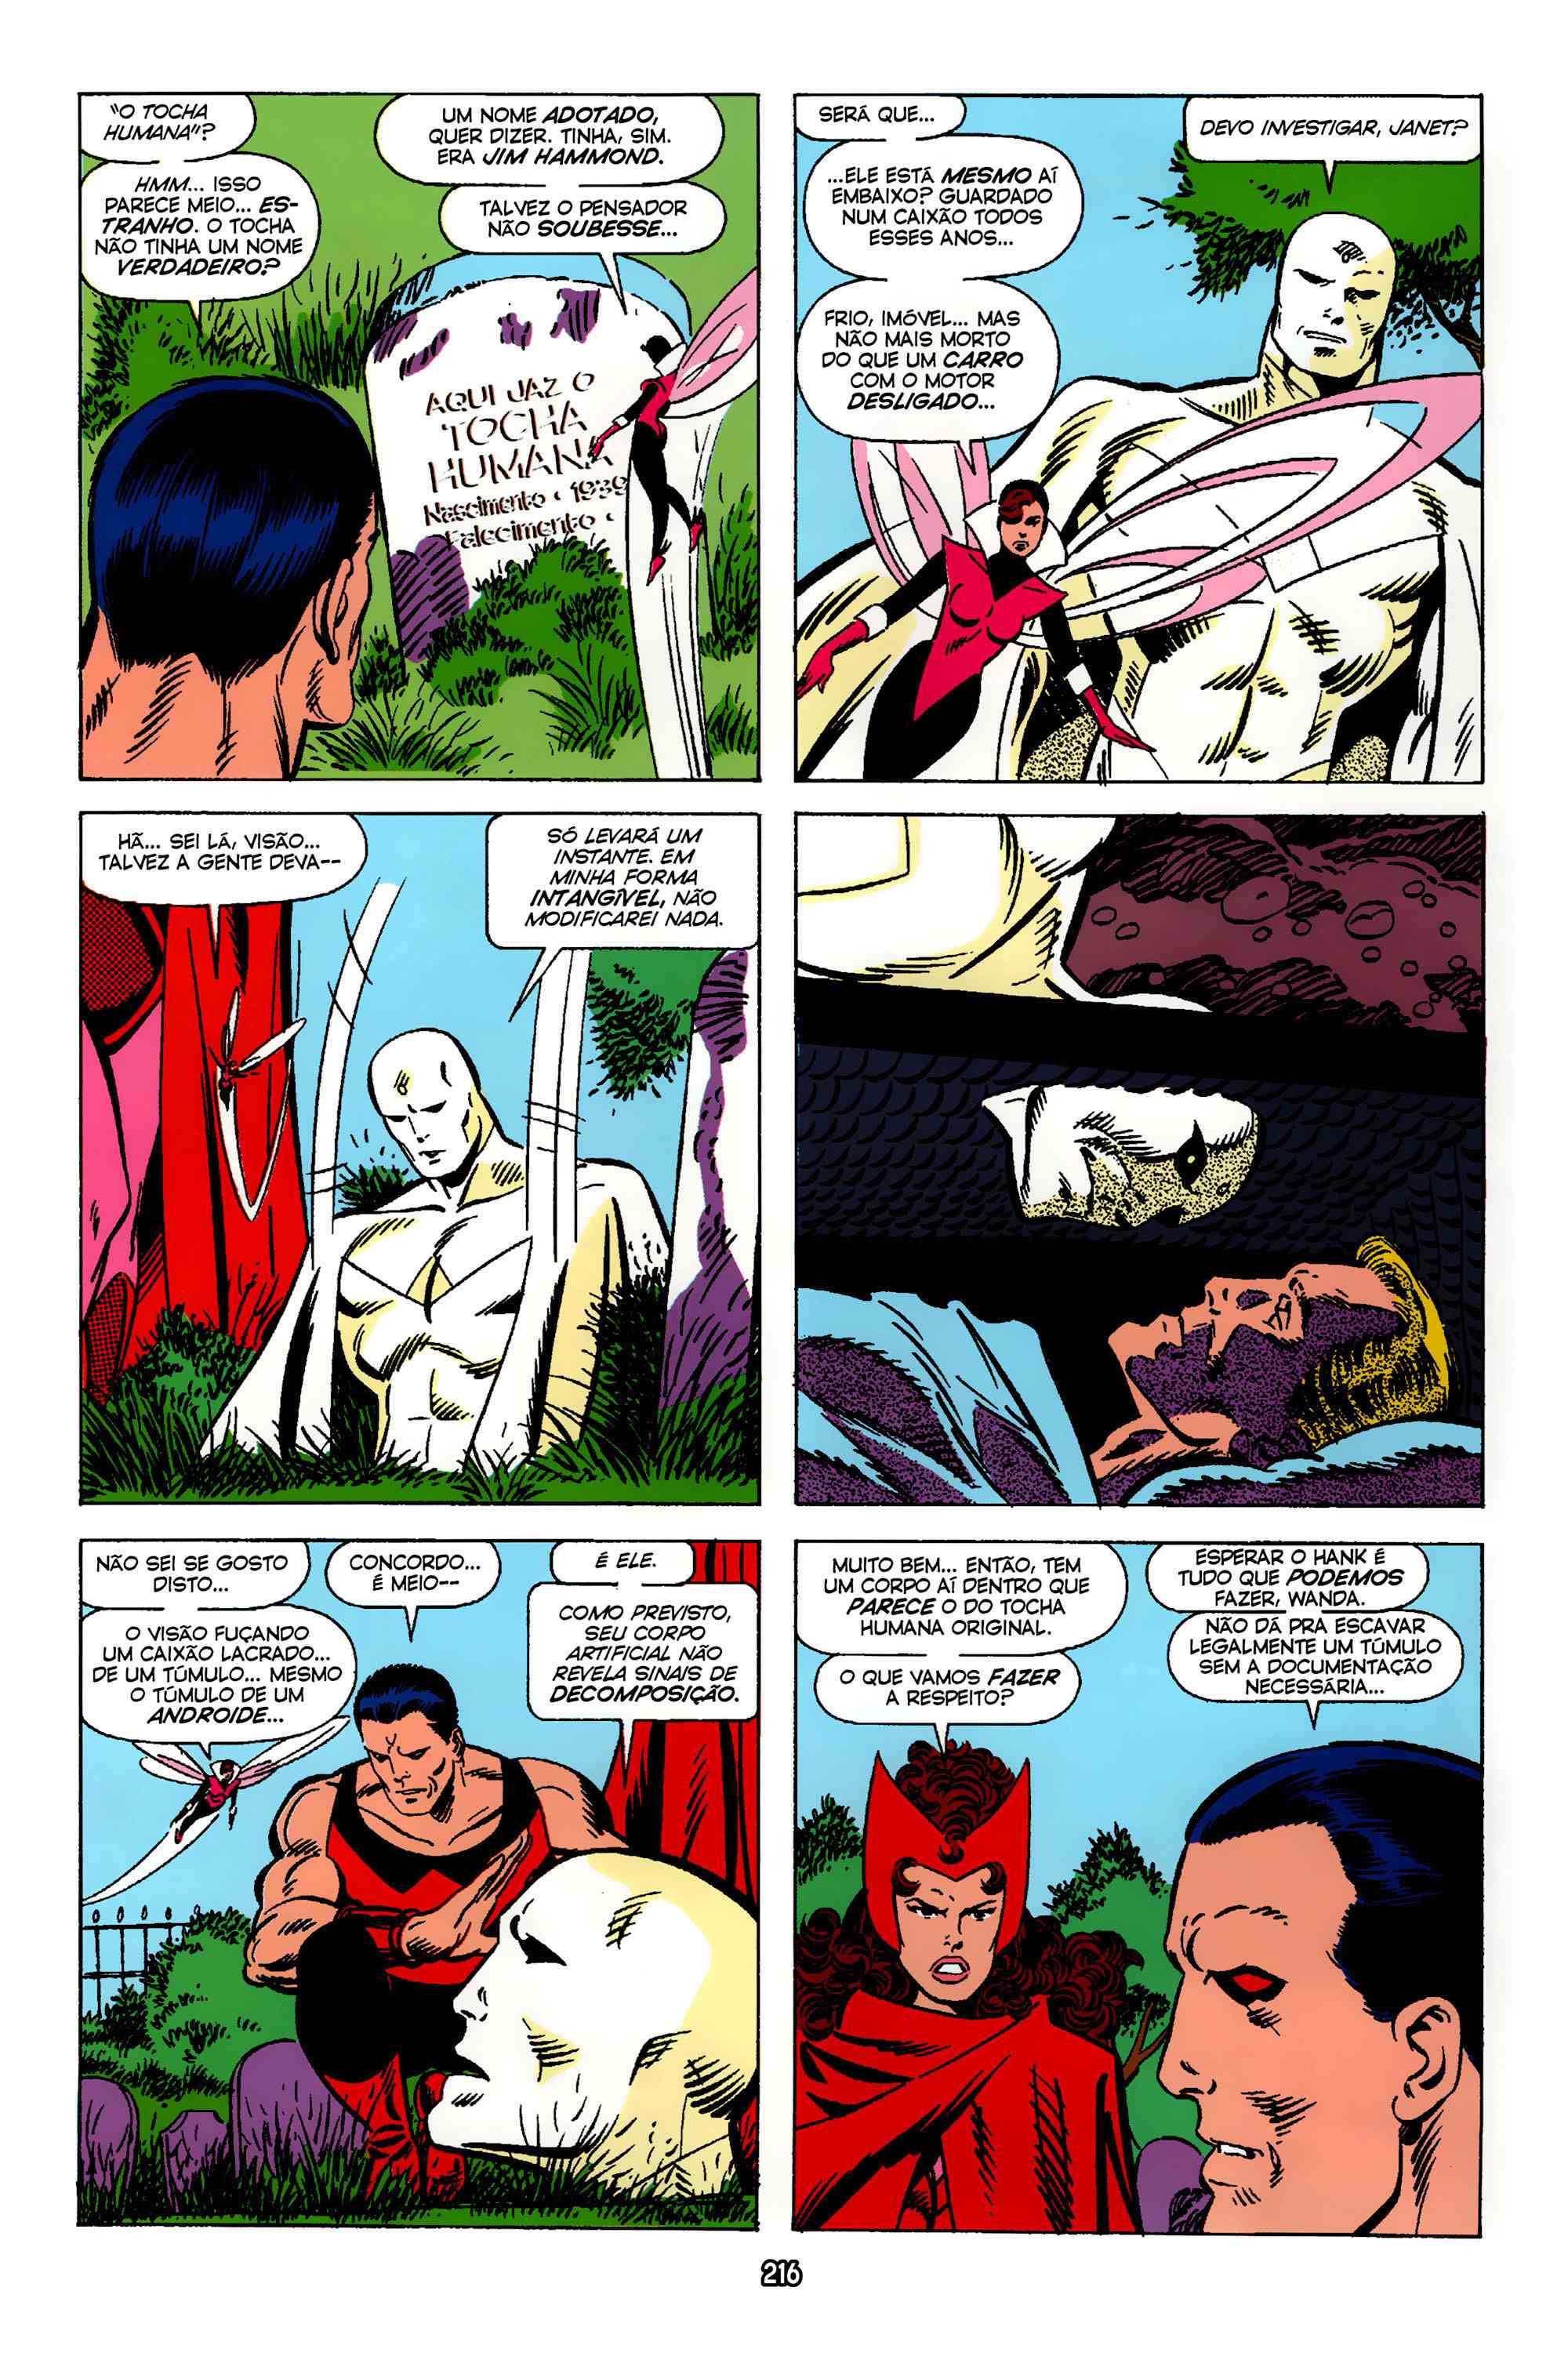 "O TOCHA
HUMANA"?
HMM... ISSO
PARECE MEIO... ES-
TRANHO. O TOCHA
NÃO TINHA UM NOME
VERDADEIRO?
UM NOME ADOTADO,
QUER DIZER. TINHA, SIM.
ERA JIM HAMMOND.
TALVEZ O PENSADOR
NÃO SOUBESSE...
AQUI JAZ O
TOCHA
HUMANA
Nascimento • 1939
Falecimento •
SERÁ QUE...
...ELE ESTÁ MESMO AÍ
EMBAIXO? GUARDADO
NUM CAIXÃO TODOS
ESSES ANOS...
FRIO, IMÓVEL... MAS
NÃO MAIS MORTO
DO QUE UM CARRO
COM O MOTOR
DESLIGADO...
DEVO INVESTIGAR, JANET?
HÃ... SEI LÁ, VISÃO...
TALVEZ A GENTE DEVA--
SÓ LEVARÁ UM
INSTANTE. EM
MINHA FORMA
INTANGÍVEL, NÃO
MODIFICAREI NADA.
NÃO SEI SE GOSTO
DISTO...
O VISÃO FUÇANDO
UM CAIXÃO LACRADO...
DE UM TÚMULO... MESMO
O TÚMULO DE UM
ANDROIDE...
CONCORDO...
É MEIO--
É ELE.
COMO PREVISTO,
SEU CORPO
ARTIFICIAL NÃO
REVELA SINAIS DE
DECOMPOSIÇÃO.
MUITO BEM... ENTÃO, TEM
UM CORPO AÍ DENTRO QUE
PARECE O DO TOCHA
HUMANA ORIGINAL.
O QUE VAMOS FAZER
A RESPEITO?
ESPERAR O HANK É
TUDO QUE PODEMOS
FAZER, WANDA.
NÃO DÁ PRA ESCAVAR
LEGALMENTE UM TÚMULO
SEM A DOCUMENTAÇÃO
NECESSÁRIA...
216